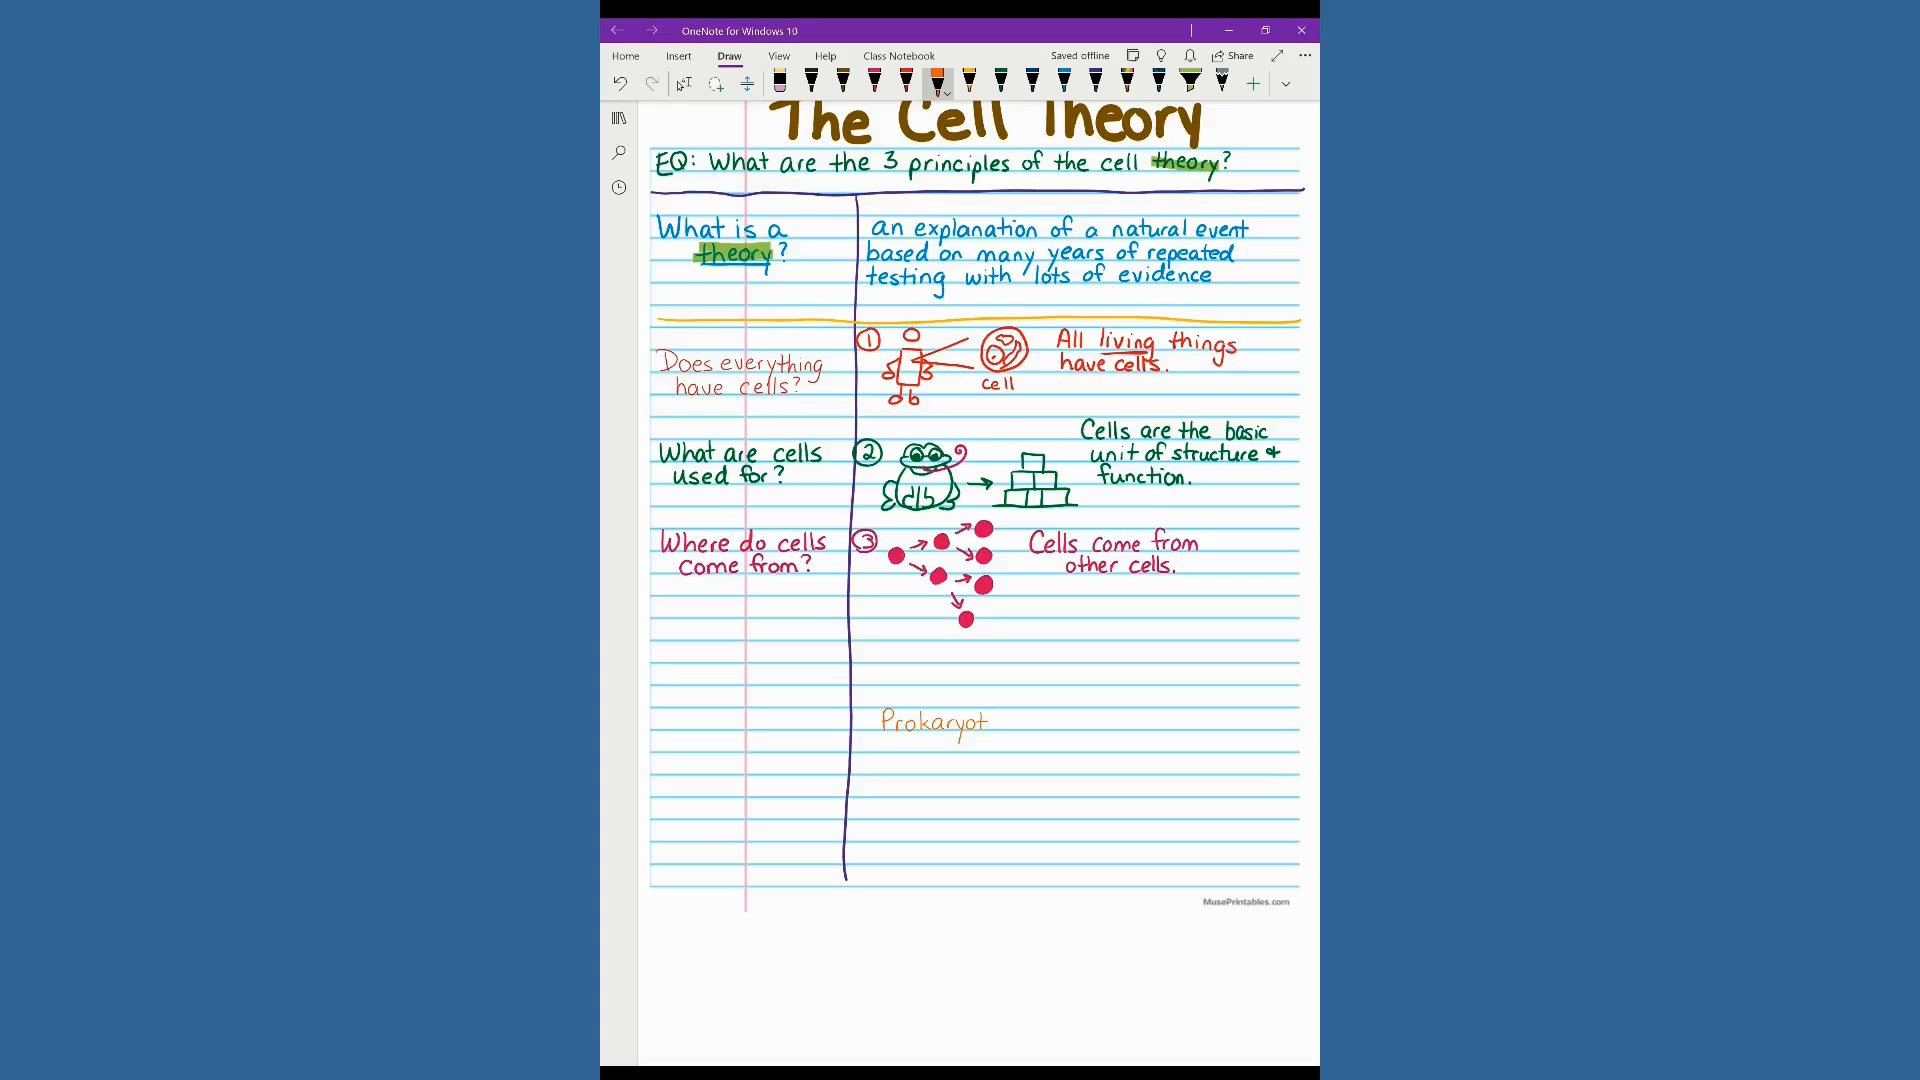 OneNote for Windows 10
Home Insert Draw View Help Class Notebook Saved offline Share
The Cell Theory
EQ: What are the 3 principles of the cell theory?
What is a
theory?
an explanation of a natural event
based on many years of repeated
testing with lots of evidence
Does everything
have cells?
1
cell
All living things
have cells.
What are cells
used for?
2
Cells are the basic
unit of structure +
function.
Where do cells
come from?
3
Cells come from
other cells.
Prokaryot
MusePrintables.com